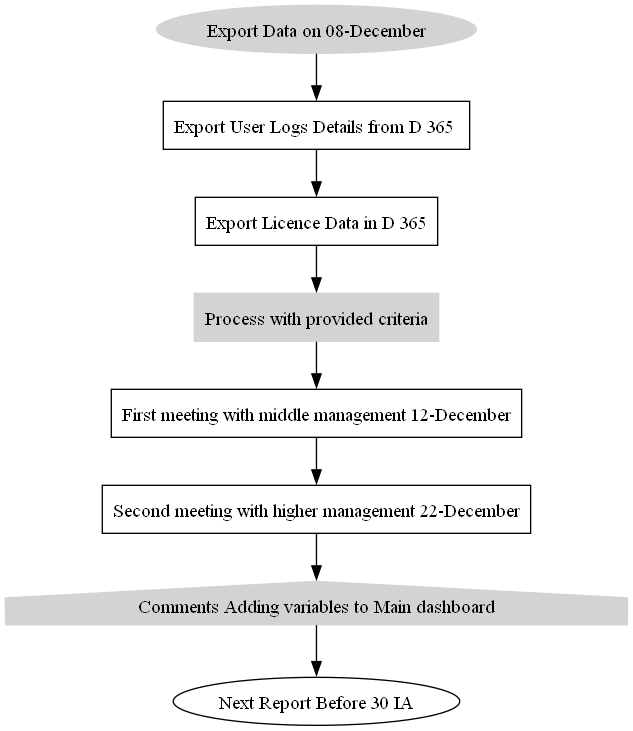 Export Data on 08-December
Export User Logs Details from D 365
Export Licence Data in D 365
Process with provided criteria
First meeting with middle management 12-December
Second meeting with higher management 22-December
Comments Adding variables to Main dashboard
Next Report Before 30 IA